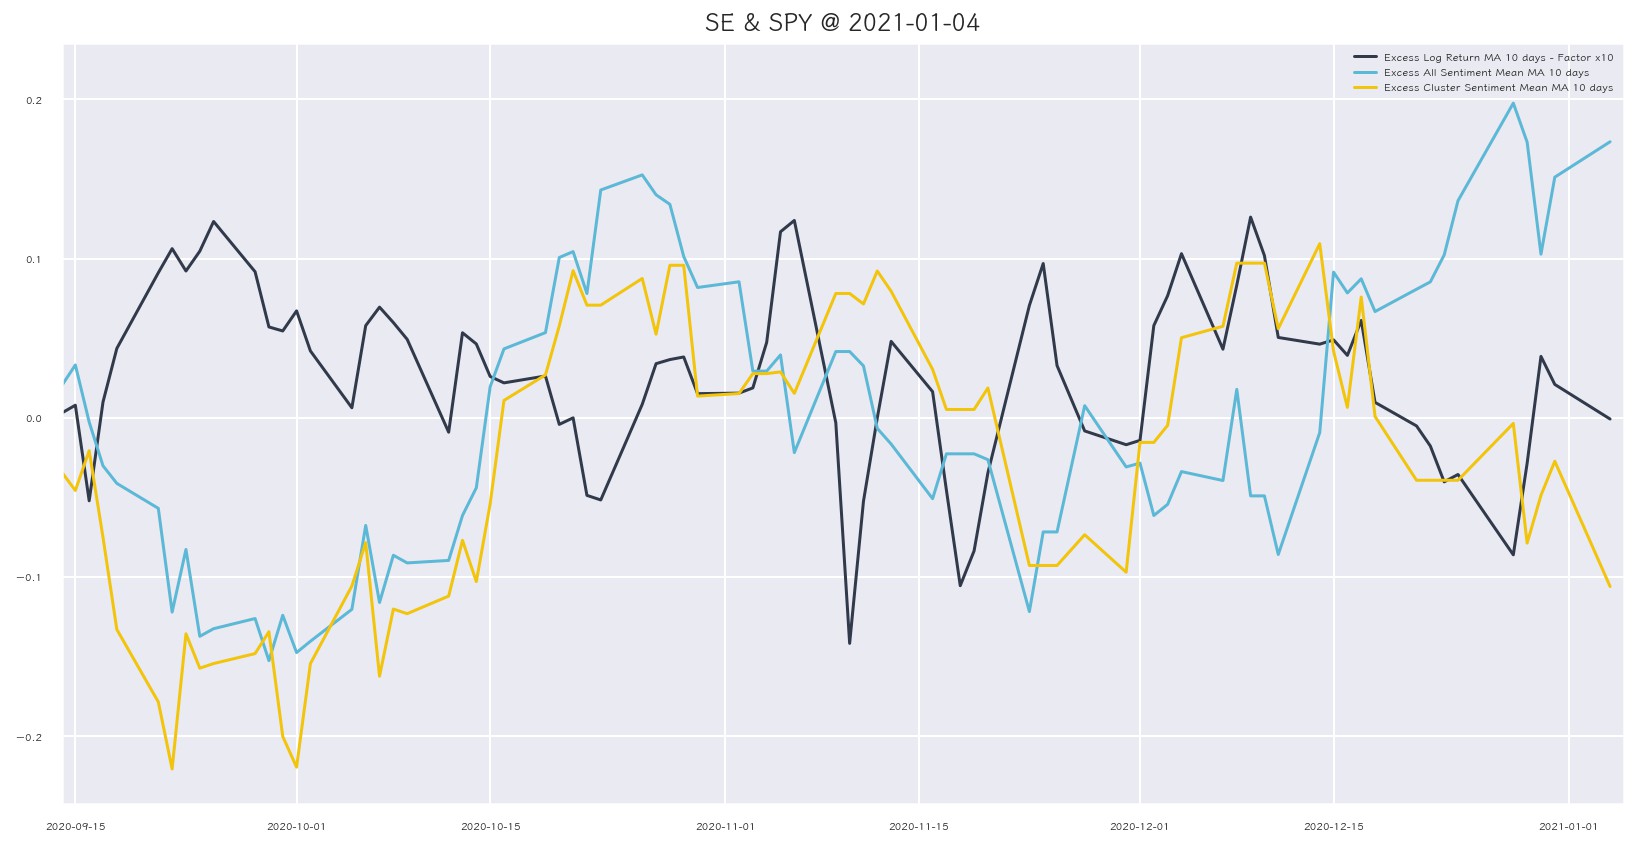 SE & SPY @ 2021-01-04
Excess Log Return MA 10 days - Factor x10
Excess All Sentiment Mean MA 10 days
Excess Cluster Sentiment Mean MA 10 days
0.2
0.1
0.0
−0.1
−0.2
2020-09-15 2020-10-01 2020-10-15 2020-11-01 2020-11-15 2020-12-01 2020-12-15 2021-01-01